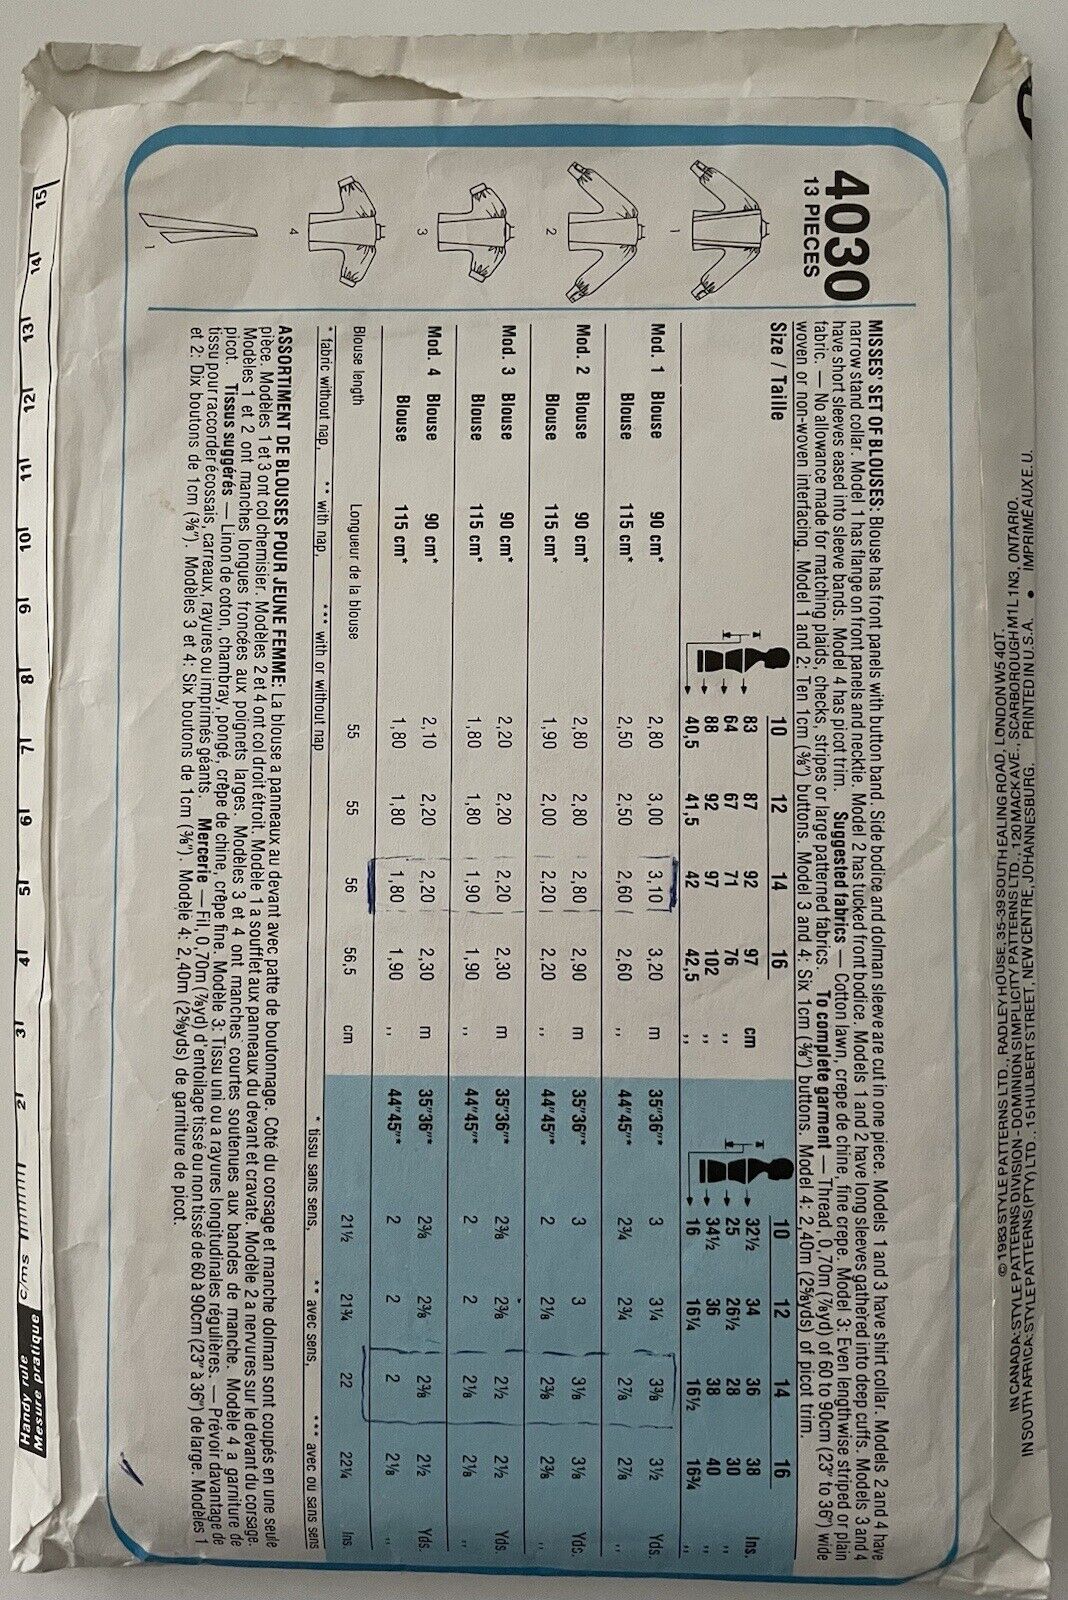 © 1983 STYLE PATTERNS LTD., RADLEY HOUSE, 35-39 SOUTH EALING ROAD, LONDON W5 4QT.
IN CANADA: STYLE PATTERNS DIVISION - DOMINION SIMPLICITY PATTERNS LTD., 120 MACK AVE., SCARBOROUGH M1L 1N3, ONTARIO.
IN SOUTH AFRICA: STYLE PATTERNS (PTY) LTD., 15 HULBERT STREET, NEW CENTRE, JOHANNESBURG. PRINTED IN U.S.A. • IMPRIME AUX E.U.
4030
13 PIECES
1
2
3
4
1
MISSES' SET OF BLOUSES: Blouse has front panels with button band. Side bodice and dolman sleeve are cut in one piece. Models 1 and 3 have shirt collar. Models 2 and 4 have
narrow stand collar. Model 1 has flange on front panels and necktie. Model 2 has tucked front bodice. Models 1 and 2 have long sleeves gathered into deep cuffs. Models 3 and 4
have short sleeves eased into sleeve bands. Model 4 has picot trim. Suggested fabrics — Cotton lawn, crepe de chine, fine crepe. Model 3: Even lengthwise striped or plain
fabric. — No allowance made for matching plaids, checks, stripes or large patterned fabrics. To complete garment — Thread, 0,70m (⅞yd) of 60 to 90cm (23" to 36") wide
woven or non-woven interfacing. Model 1 and 2: Ten 1cm (⅜") buttons. Model 3 and 4: Six 1cm (⅜") buttons. Model 4: 2,40m (2⅝yds) of picot trim.
Size / Taille 10 12 14 16 10 12 14 16
83 87 92 97 cm 32½ 34 36 38 Ins.
64 67 71 76 ,, 25 26½ 28 30 ,,
88 92 97 102 ,, 34½ 36 38 40 ,,
40,5 41,5 42 42,5 ,, 16 16¼ 16½ 16¾ ,,
Mod. 1 Blouse 90 cm* 2,80 3,00 3,10 3,20 m 35"36"* 3 3¼ 3⅜ 3½ Yds.
Blouse 115 cm* 2,50 2,50 2,60 2,60 ,, 44"45"* 2¾ 2¾ 2⅞ 2⅞ ,,
Mod. 2 Blouse 90 cm* 2,80 2,80 2,80 2,90 m 35"36"* 3 3 3⅛ 3⅛ Yds.
Blouse 115 cm* 1,90 2,00 2,20 2,20 ,, 44"45"* 2 2⅛ 2⅜ 2⅜ ,,
Mod. 3 Blouse 90 cm* 2,20 2,20 2,20 2,30 m 35"36"* 2⅜ 2⅜ 2½ 2½ Yds.
Blouse 115 cm* 1,80 1,80 1,90 1,90 ,, 44"45"* 2 2 2⅛ 2⅛ ,,
Mod. 4 Blouse 90 cm* 2,10 2,20 2,20 2,30 m 35"36"* 2⅜ 2⅜ 2⅜ 2½ Yds.
Blouse 115 cm* 1,80 1,80 1,80 1,90 ,, 44"45"* 2 2 2 2⅛ ,,
Blouse length Longueur de la blouse 55 55 56 56,5 cm 21½ 21¾ 22 22¼ Ins.
* fabric without nap, ** with nap, *** with or without nap * tissu sans sens, ** avec sens, *** avec ou sans sens
ASSORTIMENT DE BLOUSES POUR JEUNE FEMME: La blouse a panneaux au devant avec patte de boutonnage. Côté du corsage et manche dolman sont coupés en une seule
pièce. Modèles 1 et 3 ont col chemisier. Modèles 2 et 4 ont col droit étroit. Modèle 1 a soufflet aux panneaux du devant et cravate. Modèle 2 a nervures sur le devant du corsage.
Modèles 1 et 2 ont manches longues froncées aux poignets larges. Modèles 3 et 4 ont manches courtes soutenues aux bandes de manche. Modèle 4 a garniture de
picot. Tissus suggérés — Linon de coton, chambray, pongé, crêpe de chine, crêpe fine. Modèle 3: Tissu uni ou a rayures longitudinales régulières. — Prévoir davantage de
tissu pour raccorder écossais, carreaux, rayures ou imprimés géants. Mercerie — Fil, 0,70m (⅞yd) d'entoilage tissé ou non tissé de 60 à 90cm (23" à 36") de large. Modèles 1
et 2: Dix boutons de 1cm (⅜"). Modèles 3 et 4: Six boutons de 1cm (⅜"). Modèle 4: 2,40m (2⅝yds) de garniture de picot.
15 14 13 12 11 10 9 8 7 6 5 4 3 2 c/ms Handy rule
Mesure pratique